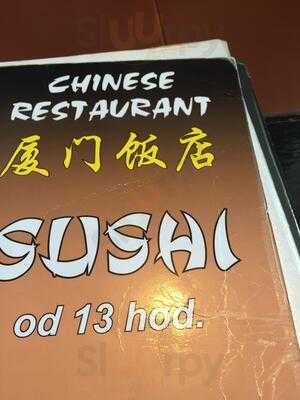 CHINESE
RESTAURANT
厦门饭店
SUSHI
od 13 hod.